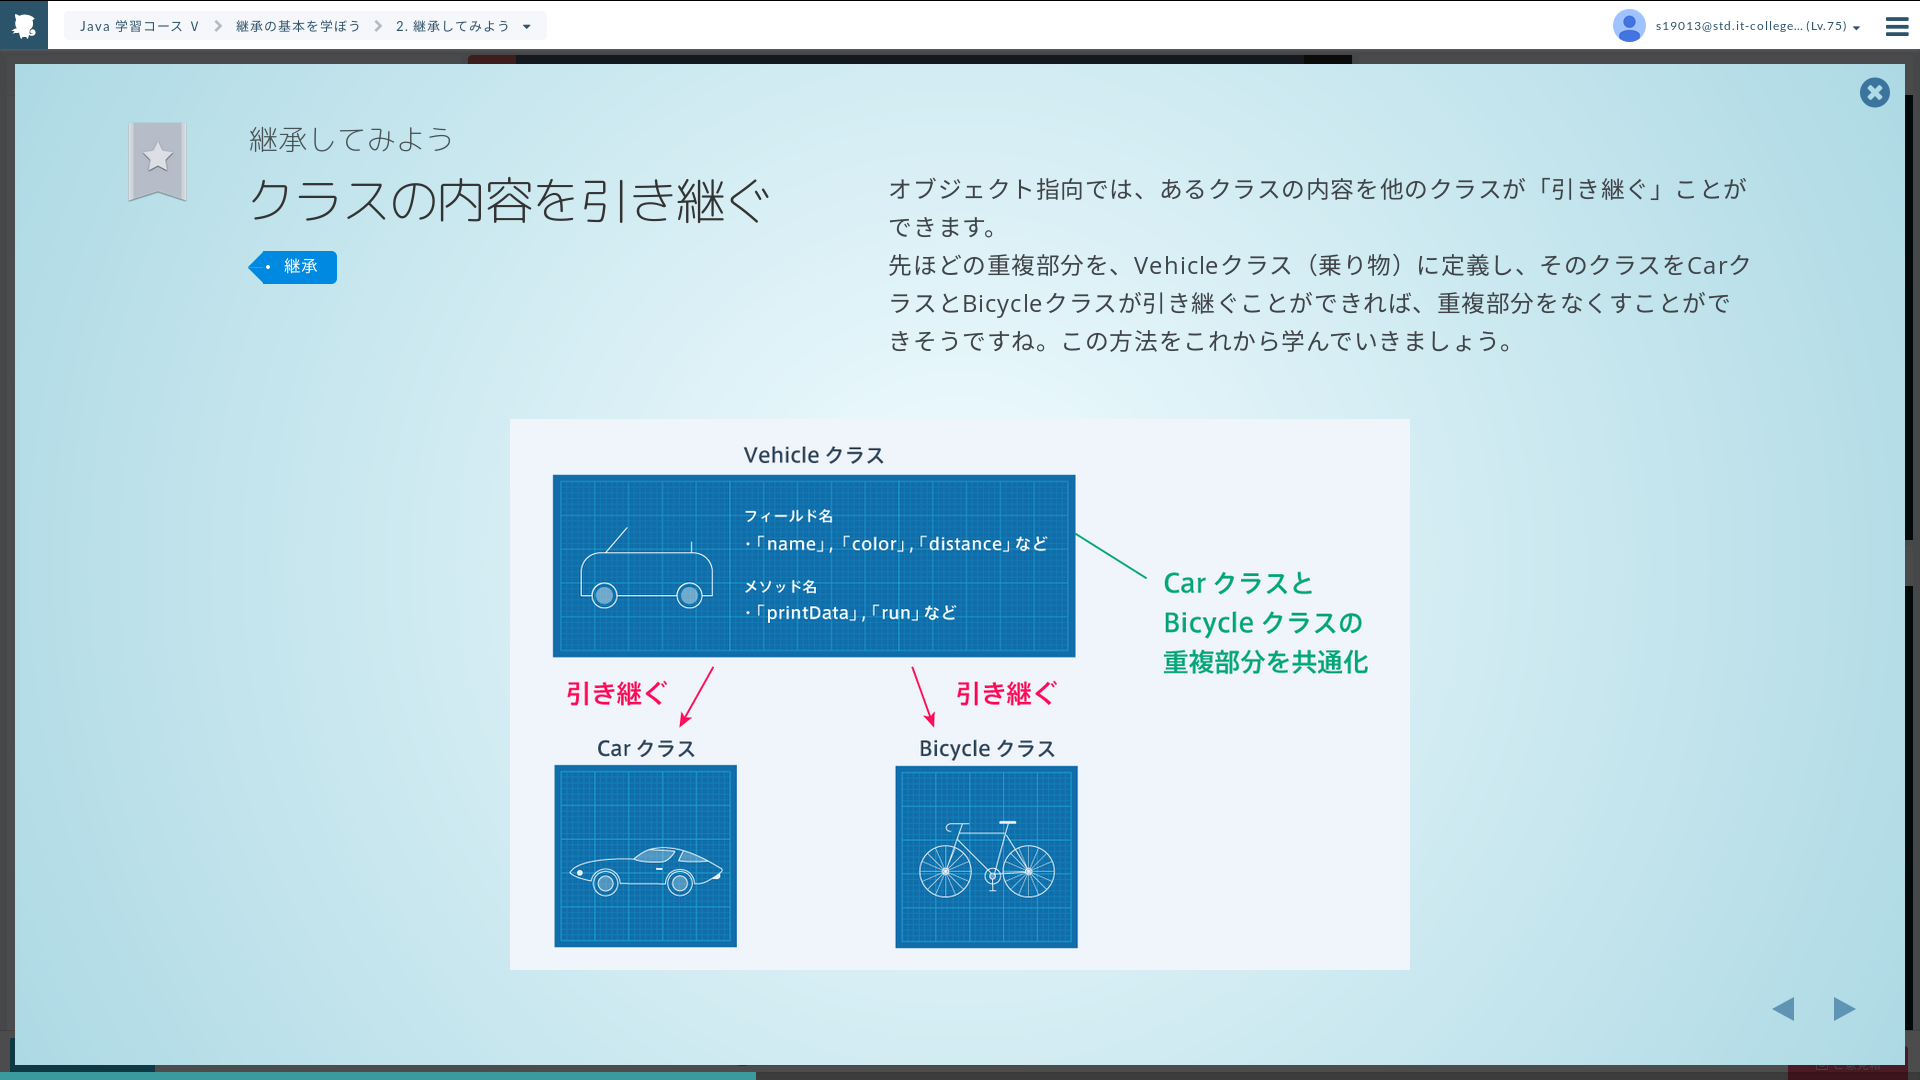 Java 学習コース Ⅴ
継承の基本を学ぼう
2. 継承してみよう
s19013@std.it-college... (Lv.75)
継承してみよう
クラスの内容を引き継ぐ
継承
オブジェクト指向では、あるクラスの内容を他のクラスが「引き継ぐ」ことが
できます。
先ほどの重複部分を、Vehicleクラス（乗り物）に定義し、そのクラスをCarク
ラスとBicycleクラスが引き継ぐことができれば、重複部分をなくすことがで
きそうですね。この方法をこれから学んでいきましょう。
Vehicle クラス
フィールド名
・「name」,「color」,「distance」など
メソッド名
・「printData」,「run」など
Car クラスと
Bicycle クラスの
重複部分を共通化
引き継ぐ
引き継ぐ
Car クラス
Bicycle クラス